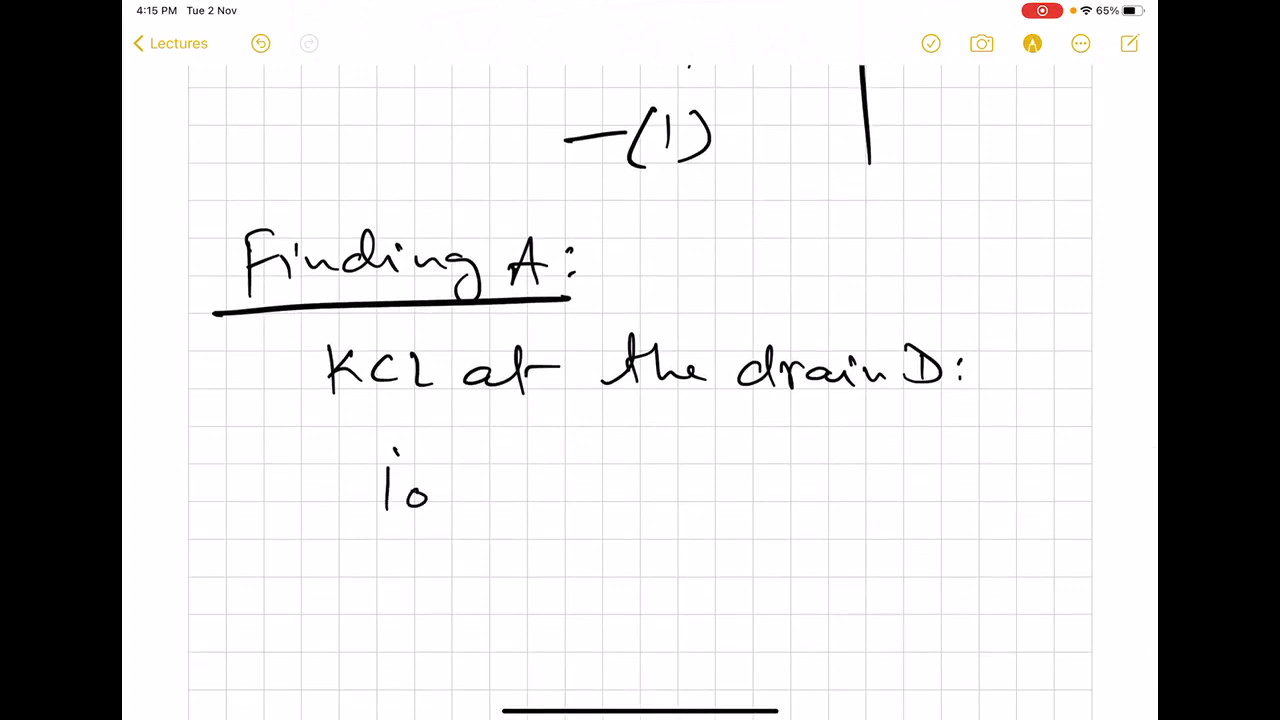 4:15 PM Tue 2 Nov 65%
Lectures
—(1)
Finding A:
KCL at the drain D:
io